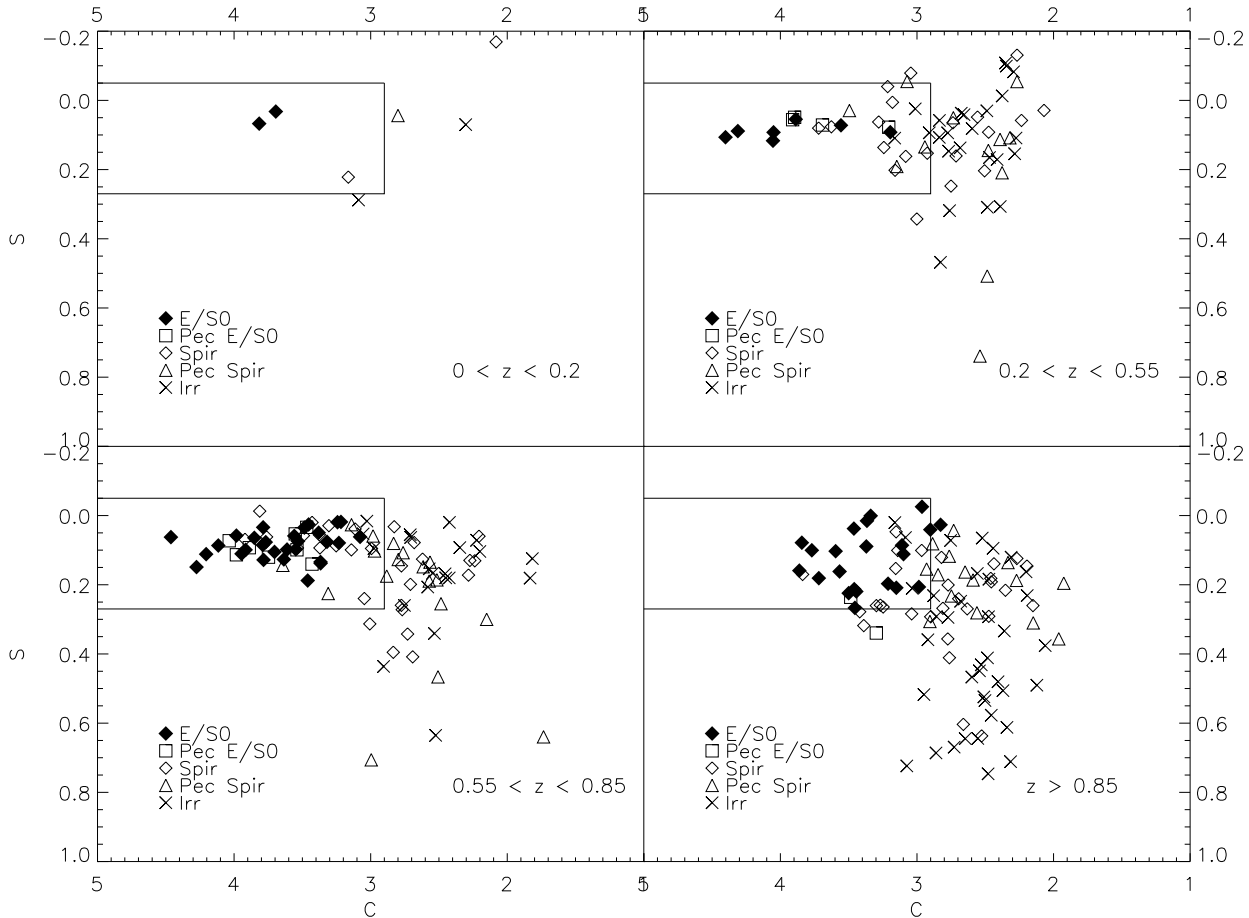 5 4 3 2 5 4 3 2 1
−0.2 −0.2
0.0 0.0
0.2 0.2
S 0.4 0.4
0.6 0.6
0.8 0.8
1.0 1.0
E/S0
Pec E/S0
Spir
Pec Spir
Irr
0 < z < 0.2
E/S0
Pec E/S0
Spir
Pec Spir
Irr
0.2 < z < 0.55
−0.2 −0.2
0.0 0.0
0.2 0.2
S 0.4 0.4
0.6 0.6
0.8 0.8
1.0 1.0
E/S0
Pec E/S0
Spir
Pec Spir
Irr
0.55 < z < 0.85
E/S0
Pec E/S0
Spir
Pec Spir
Irr
z > 0.85
5 4 3 2 5 4 3 2 1
C C